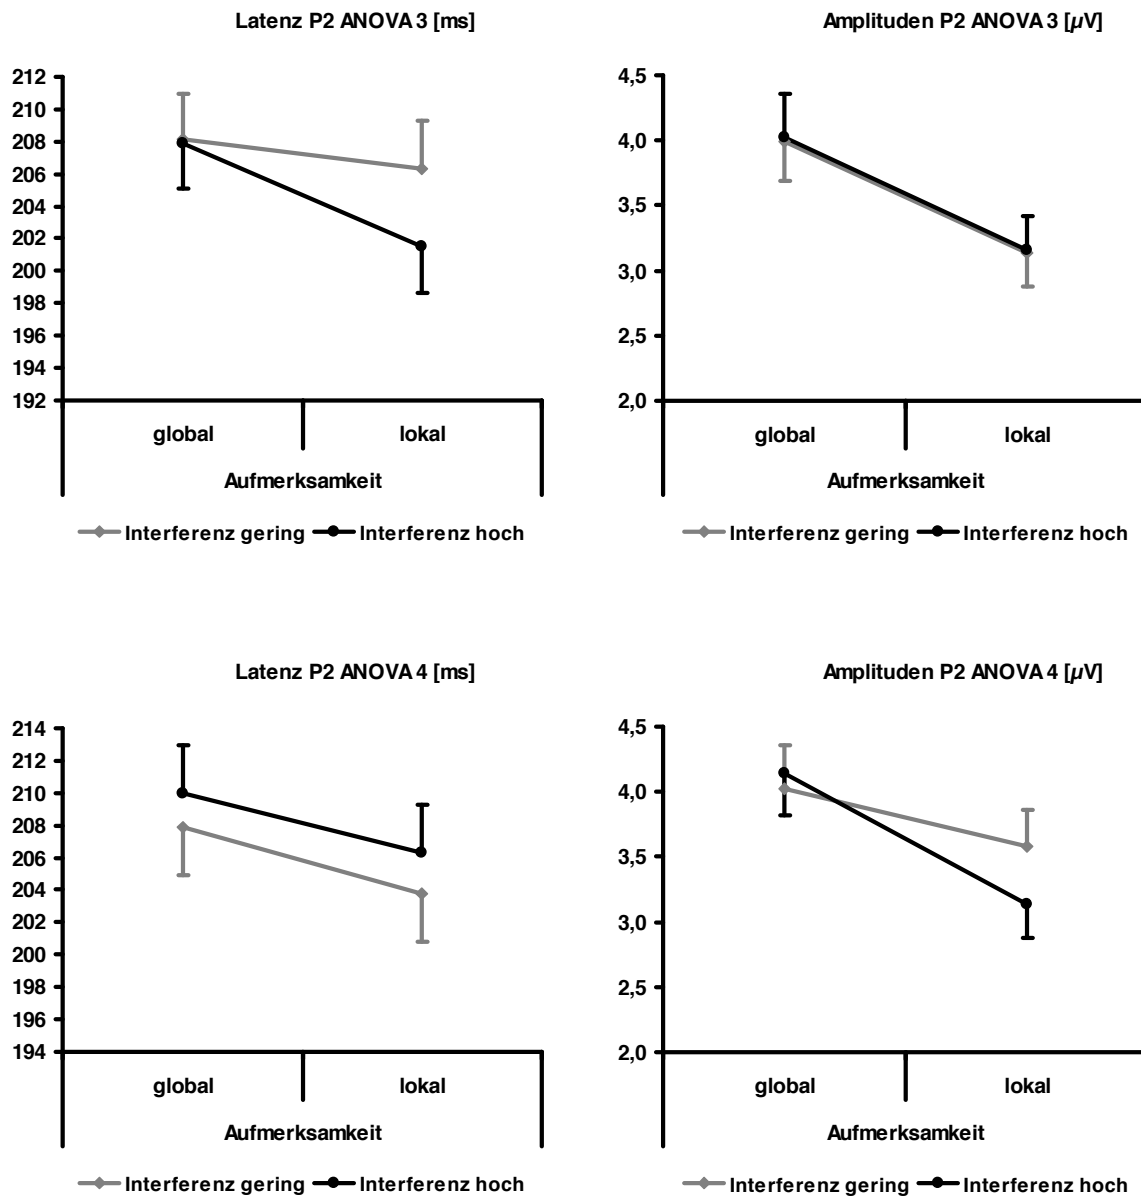 Latenz P2 ANOVA 3 [ms]
212
210
208
206
204
202
200
198
196
194
192
global lokal
Aufmerksamkeit
Interferenz gering Interferenz hoch
Amplituden P2 ANOVA 3 [µV]
4,5
4,0
3,5
3,0
2,5
2,0
global lokal
Aufmerksamkeit
Interferenz gering Interferenz hoch
Latenz P2 ANOVA 4 [ms]
214
212
210
208
206
204
202
200
198
196
194
global lokal
Aufmerksamkeit
Interferenz gering Interferenz hoch
Amplituden P2 ANOVA 4 [µV]
4,5
4,0
3,5
3,0
2,5
2,0
global lokal
Aufmerksamkeit
Interferenz gering Interferenz hoch